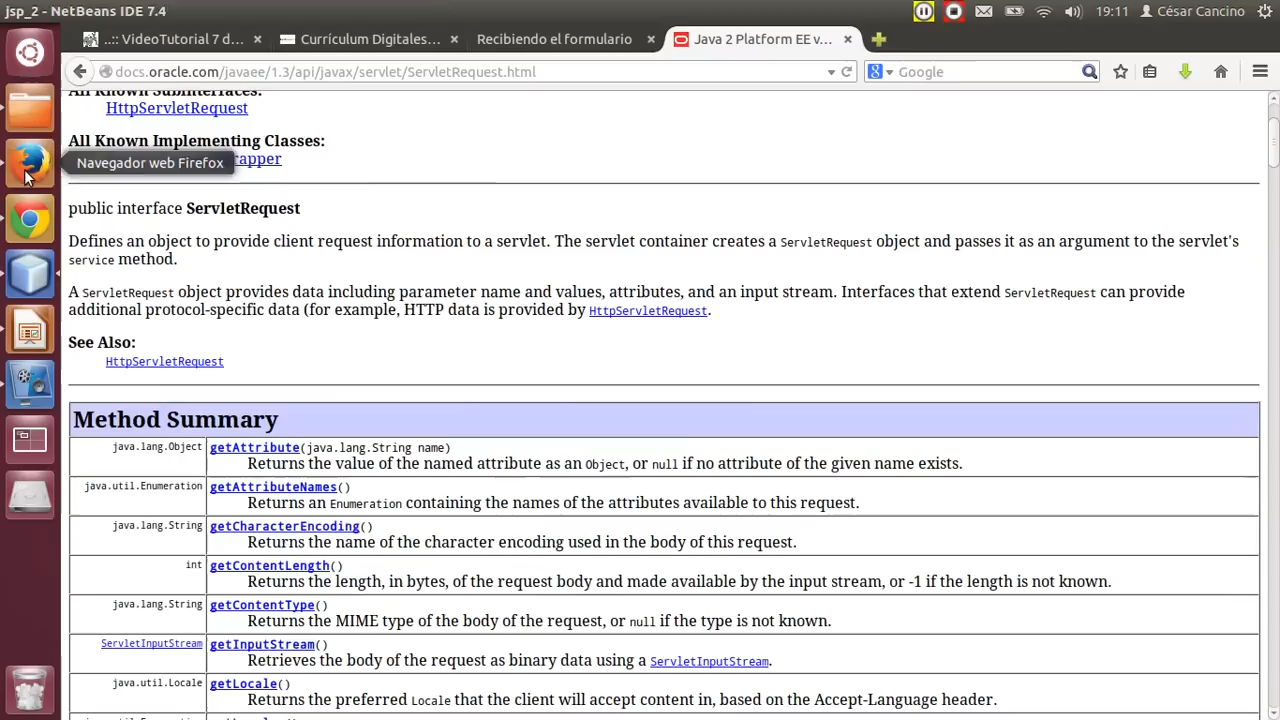 jsp_2 - NetBeans IDE 7.4
19:11
César Cancino
..:: VideoTutorial 7 d...
Currículum Digitales...
Recibiendo el formulario
Java 2 Platform EE v...
docs.oracle.com/javaee/1.3/api/javax/servlet/ServletRequest.html
Google
All Known Subinterfaces:
HttpServletRequest
All Known Implementing Classes:
rapper
Navegador web Firefox
public interface ServletRequest
Defines an object to provide client request information to a servlet. The servlet container creates a ServletRequest object and passes it as an argument to the servlet's
service method.
A ServletRequest object provides data including parameter name and values, attributes, and an input stream. Interfaces that extend ServletRequest can provide
additional protocol-specific data (for example, HTTP data is provided by HttpServletRequest.
See Also:
HttpServletRequest
Method Summary
java.lang.Object getAttribute(java.lang.String name)
Returns the value of the named attribute as an Object, or null if no attribute of the given name exists.
java.util.Enumeration getAttributeNames()
Returns an Enumeration containing the names of the attributes available to this request.
java.lang.String getCharacterEncoding()
Returns the name of the character encoding used in the body of this request.
int getContentLength()
Returns the length, in bytes, of the request body and made available by the input stream, or -1 if the length is not known.
java.lang.String getContentType()
Returns the MIME type of the body of the request, or null if the type is not known.
ServletInputStream getInputStream()
Retrieves the body of the request as binary data using a ServletInputStream.
java.util.Locale getLocale()
Returns the preferred Locale that the client will accept content in, based on the Accept-Language header.